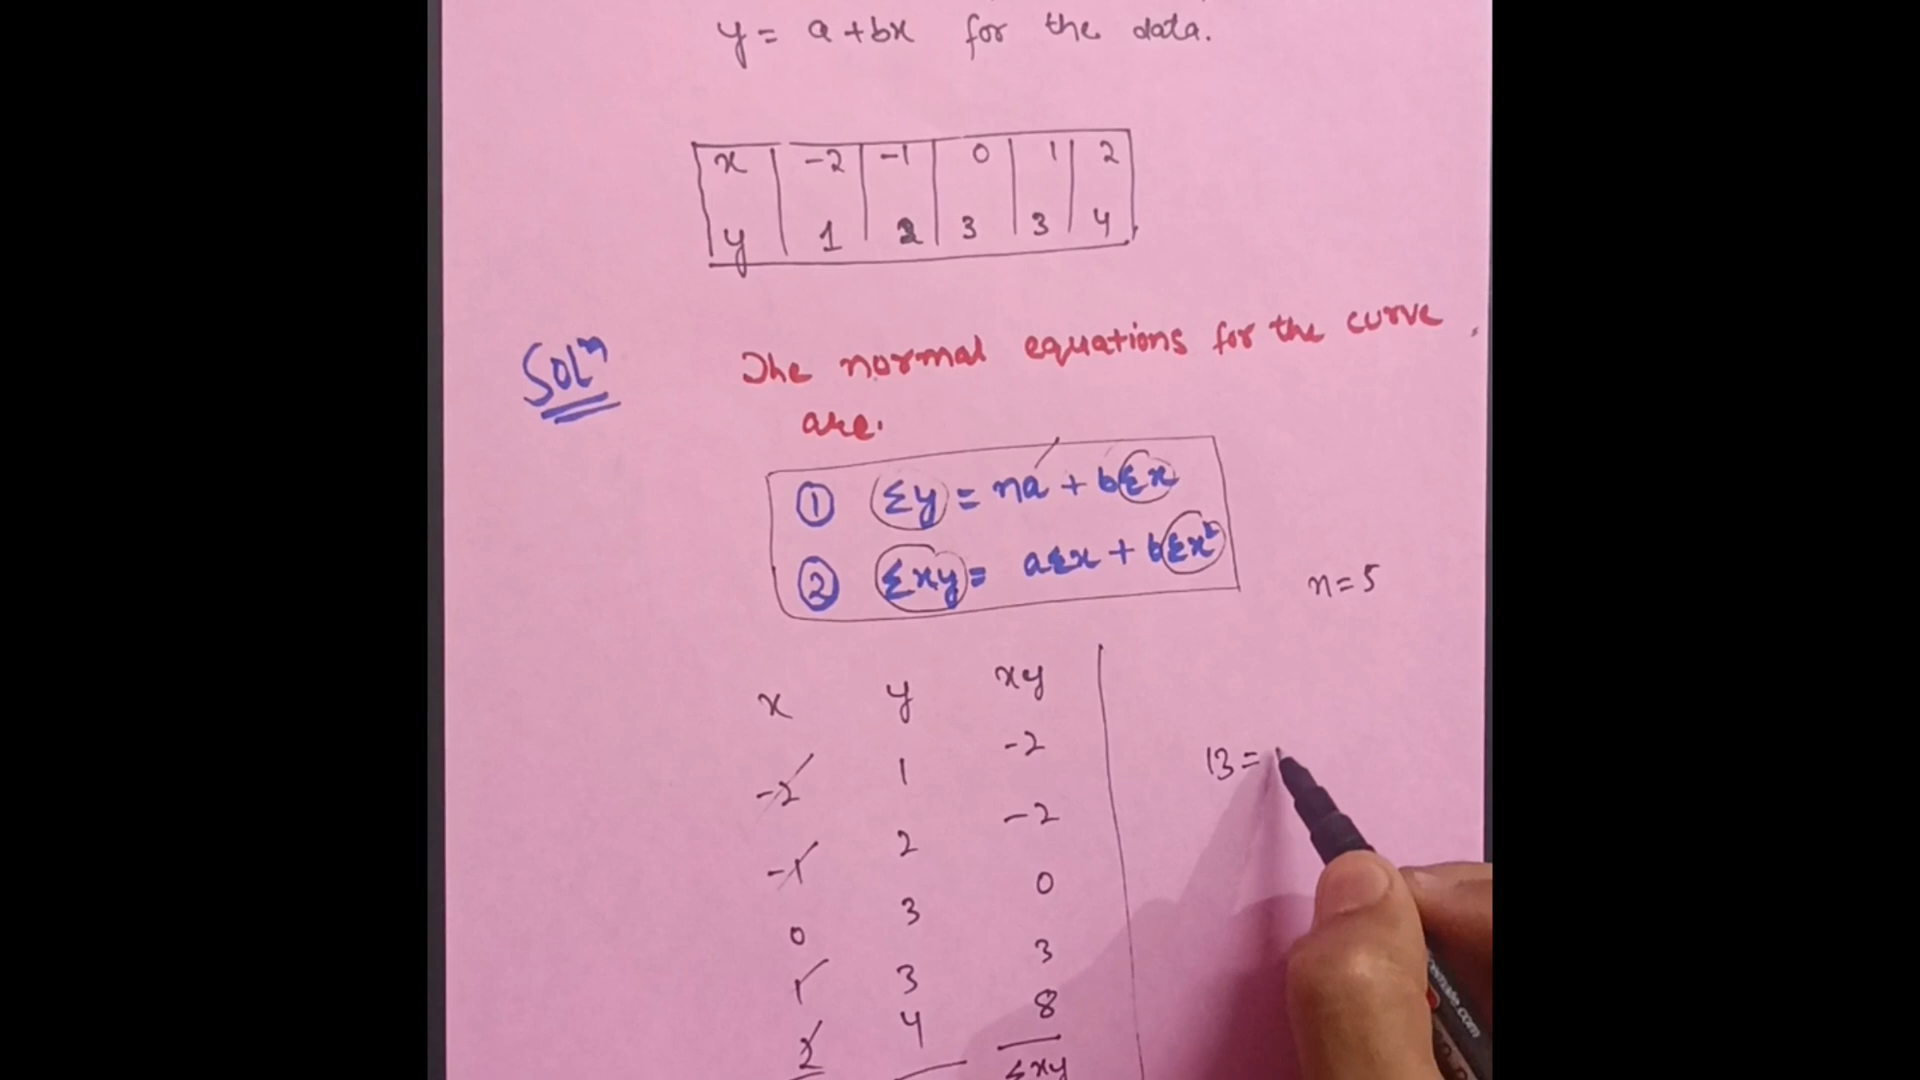 y = a + bx for the data.
x -2 -1 0 1 2
y 1 2 3 3 4
Solⁿ
The normal equations for the curve
are.
① Σy = na + bΣx
② Σxy = aΣx + bΣx²
n = 5
x y xy
-2 1 -2
-1 2 -2
0 3 0
1 3 3
2 4 8
Σxy
13 =